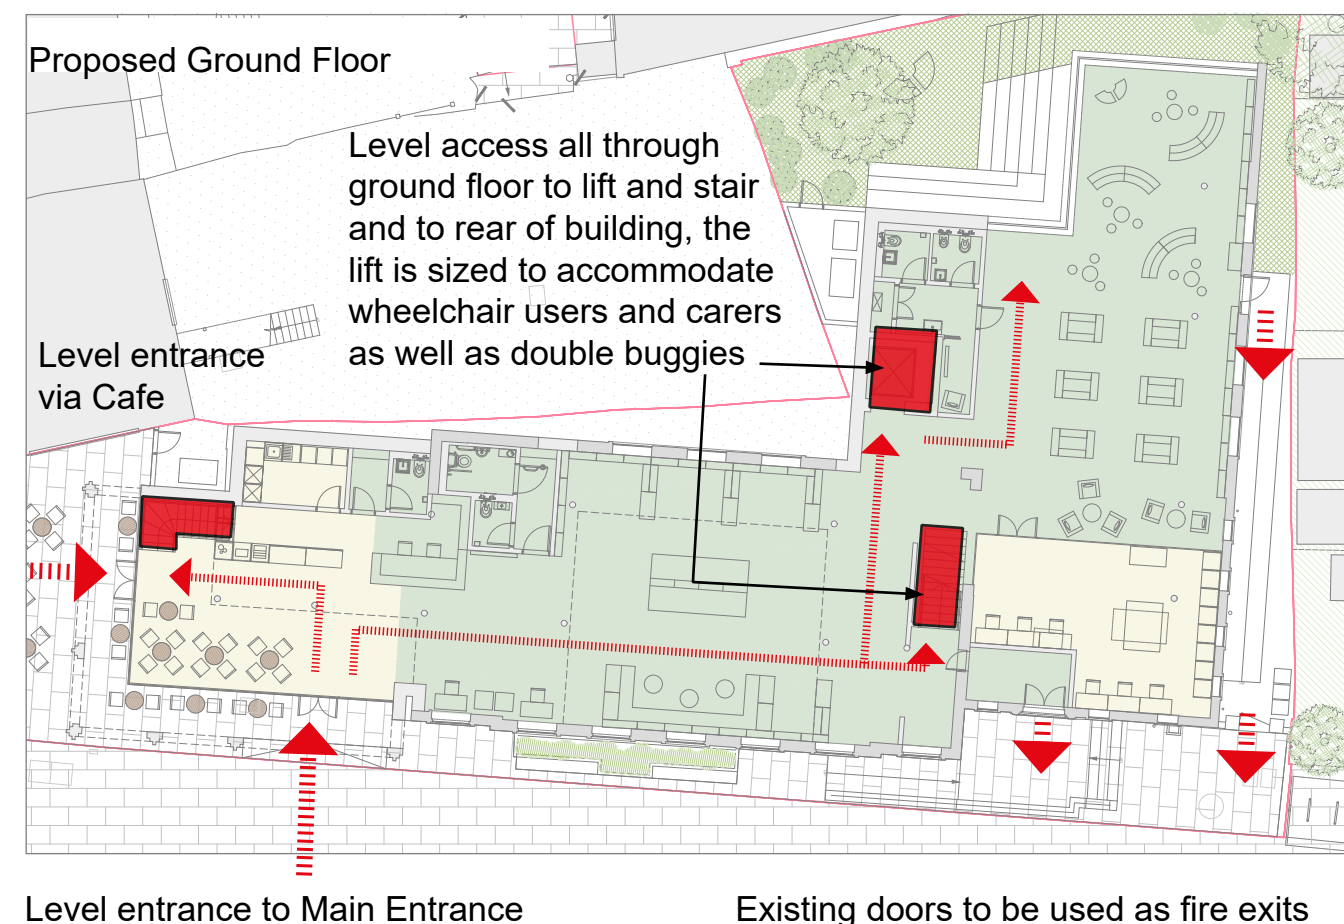 Proposed Ground Floor
Level access all through
ground floor to lift and stair
and to rear of building, the
lift is sized to accommodate
wheelchair users and carers
as well as double buggies
Level entrance
via Cafe
Level entrance to Main Entrance
Existing doors to be used as fire exits